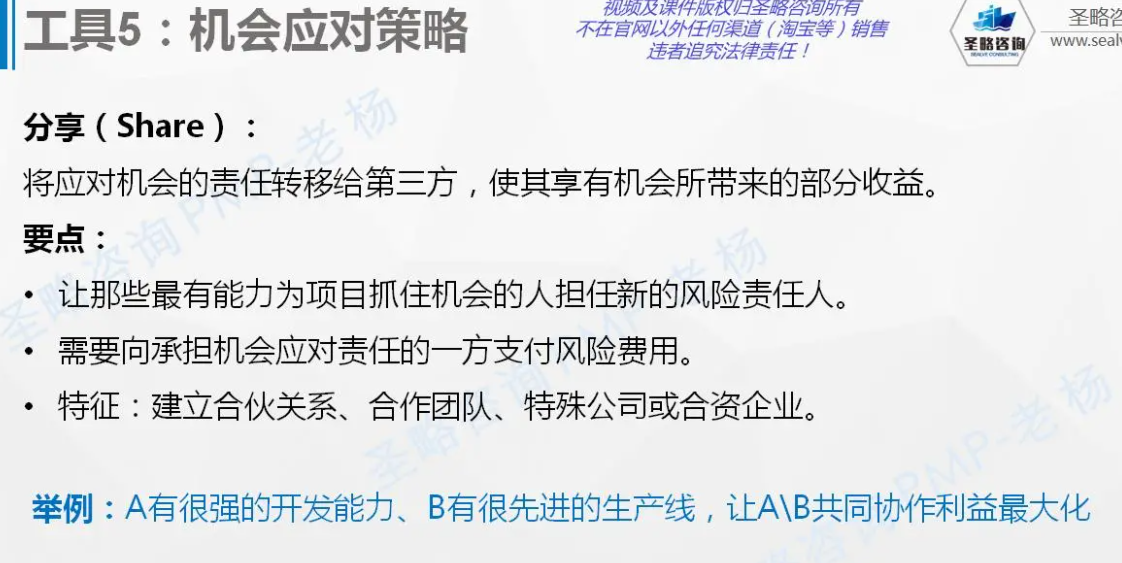 工具5：机会应对策略
视频及课件版权归圣略咨询所有
不在官网以外任何渠道（淘宝等）销售
违者追究法律责任！
圣略咨询
SEALVE CONSULTING
圣略咨
www.sealv
分享（Share）：
将应对机会的责任转移给第三方，使其享有机会所带来的部分收益。
要点：
• 让那些最有能力为项目抓住机会的人担任新的风险责任人。
• 需要向承担机会应对责任的一方支付风险费用。
• 特征：建立合伙关系、合作团队、特殊公司或合资企业。
举例：A有很强的开发能力、B有很先进的生产线，让A\B共同协作利益最大化
圣略咨询PMP-老杨
圣略咨询PMP-老杨
圣略咨询PMP-老杨